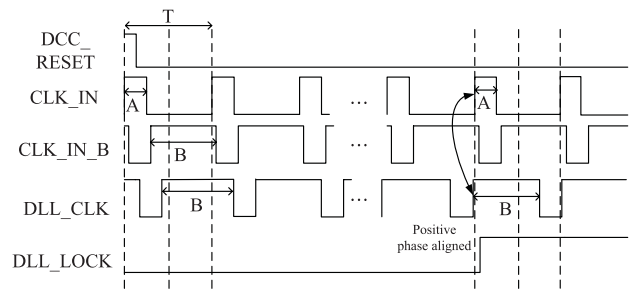 T
DCC_
RESET
CLK_IN
A
...
A
CLK_IN_B
B
...
DLL_CLK
B
...
B
Positive
phase aligned
DLL_LOCK